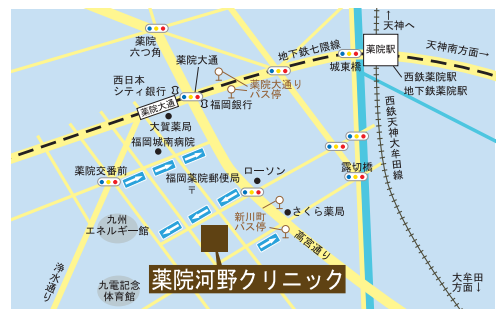 ↑
天神へ
薬院
六つ角
地下鉄七隈線
薬院駅
天神南方面→
薬院大通
城東橋
西鉄薬院駅
地下鉄薬院駅
西日本
シティ銀行
薬院大通り
バス停
福岡銀行
薬院大通
大賀薬局
福岡城南病院
西鉄天神大牟田線
薬院交番前
福岡薬院郵便局
〒
ローソン
露切橋
九州
エネルギー館
新川町
バス停
さくら薬局
高宮通り
浄水通り
九電記念
体育館
薬院河野クリニック
大牟田
方面↓